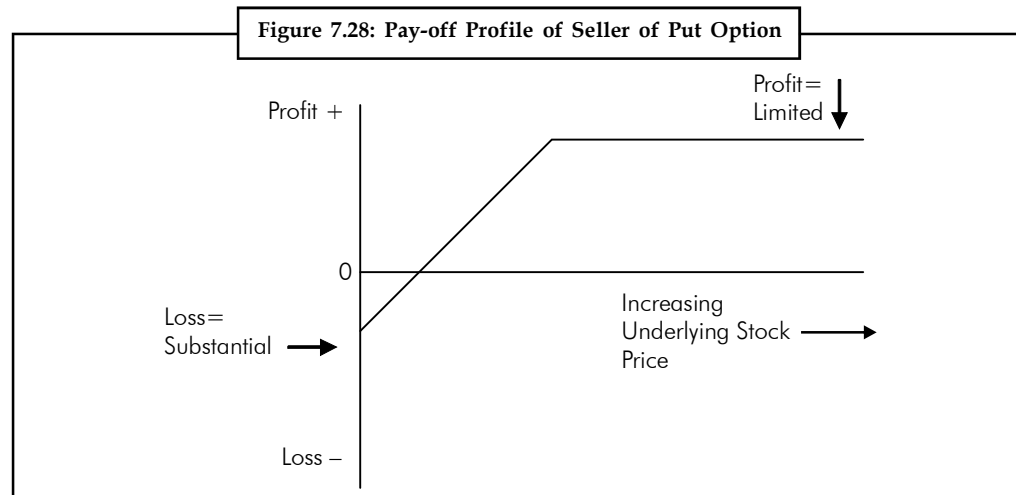 Figure 7.28: Pay-off Profile of Seller of Put Option
Profit=
Limited
Profit +
0
Loss=
Substantial
Increasing
Underlying Stock
Price
Loss –